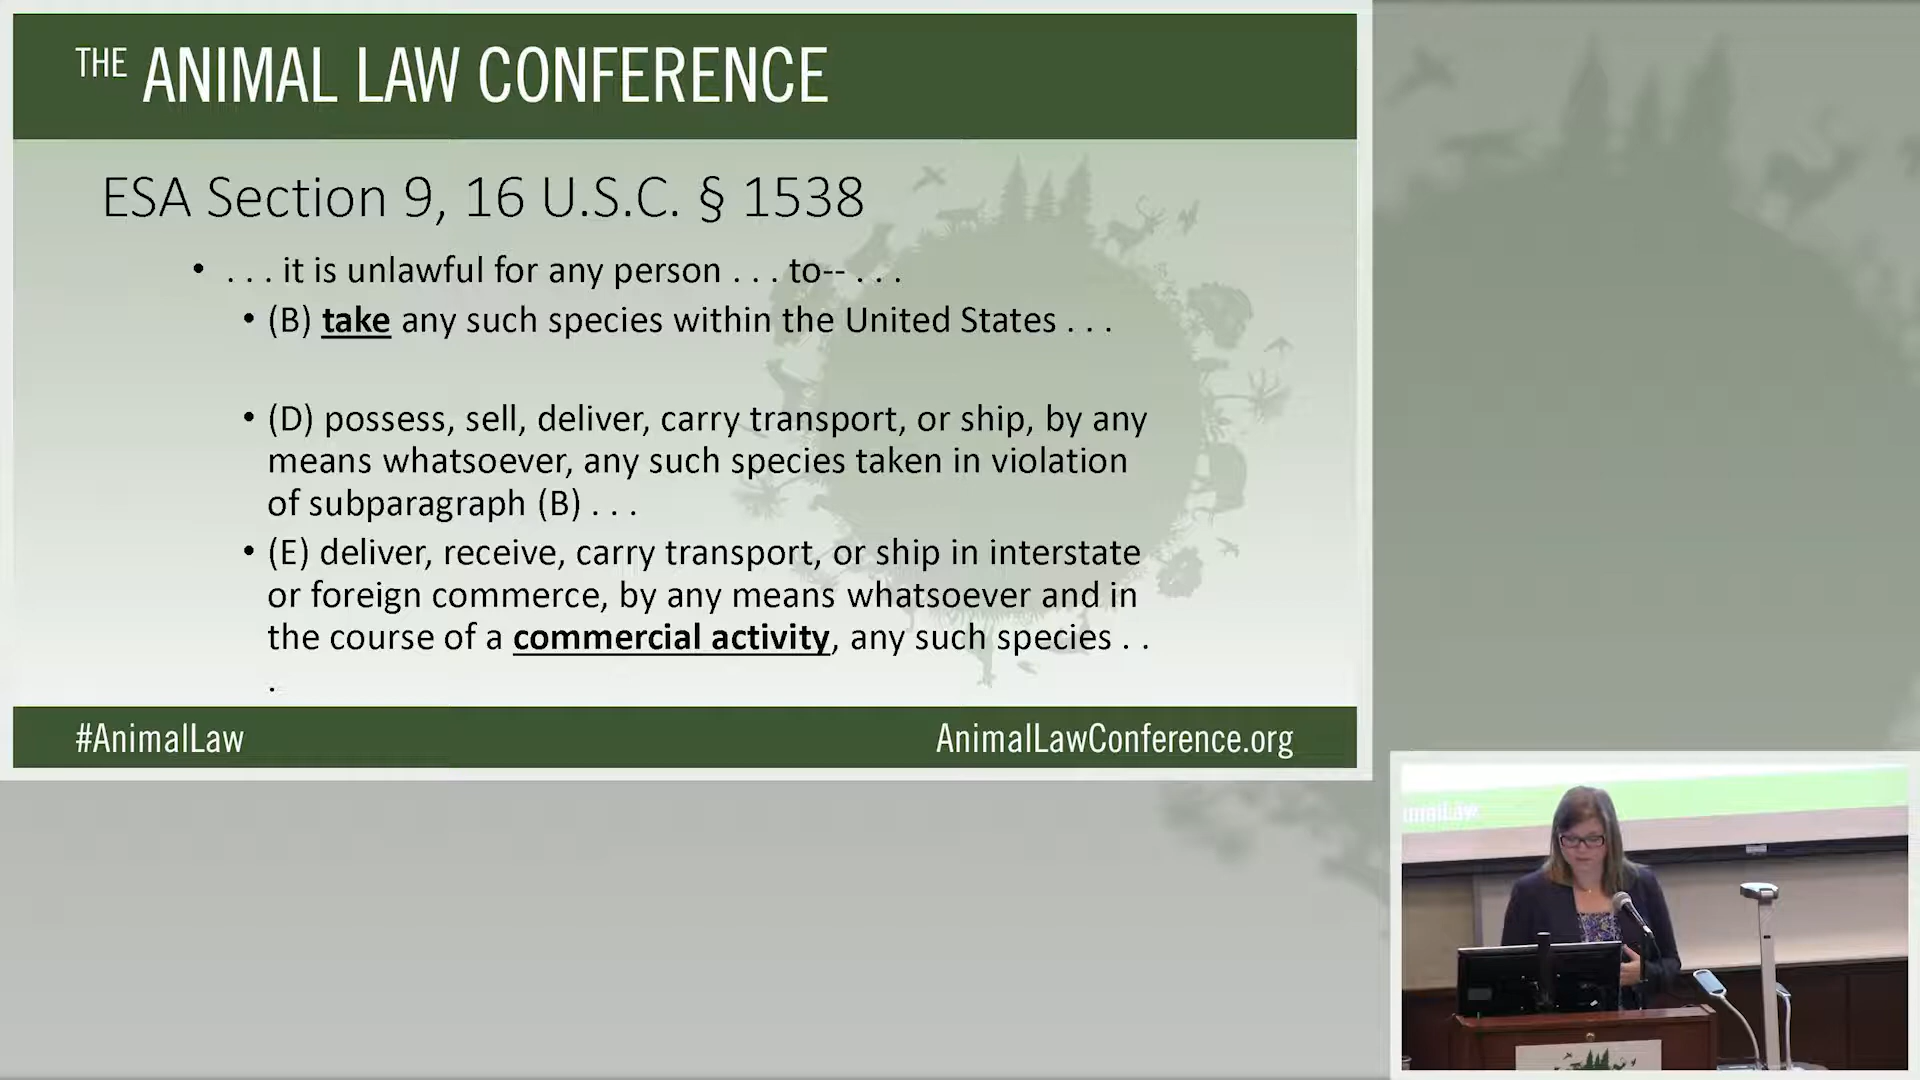 THE ANIMAL LAW CONFERENCE
ESA Section 9, 16 U.S.C. § 1538
• . . . it is unlawful for any person . . . to-- . . .
• (B) take any such species within the United States . . .
• (D) possess, sell, deliver, carry transport, or ship, by any
means whatsoever, any such species taken in violation
of subparagraph (B) . . .
• (E) deliver, receive, carry transport, or ship in interstate
or foreign commerce, by any means whatsoever and in
the course of a commercial activity, any such species . .
.
#AnimalLaw
AnimalLawConference.org